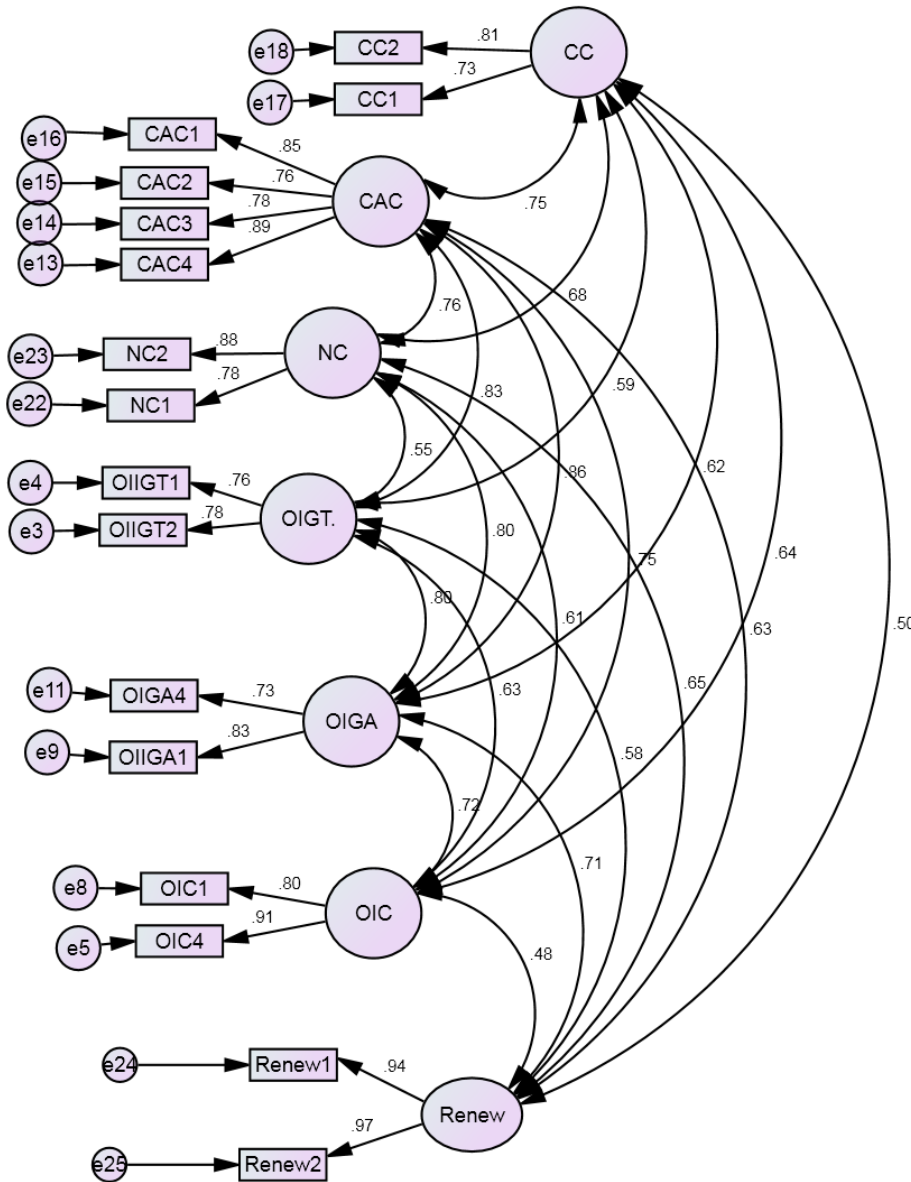 e18 CC2 .81 CC
e17 CC1 .73
e16 CAC1 .85
e15 CAC2 .76 CAC .75
e14 CAC3 .78
e13 CAC4 .89
.76 68
e23 NC2 .88 NC
.83 .59
e22 NC1 .78
.55 .86 .62
e4 OIIGT1 .76
e3 OIIGT2 .78 OIGT.
.80 .75 .64
.80 .61 .63 .50
e11 OIGA4 .73 .63 .65
OIGA
e9 OIIGA1 .83 .58
.72
e8 OIC1 .80 .71
e5 OIC4 .91 OIC
.48
e24 Renew1 .94
Renew
e25 Renew2 .97